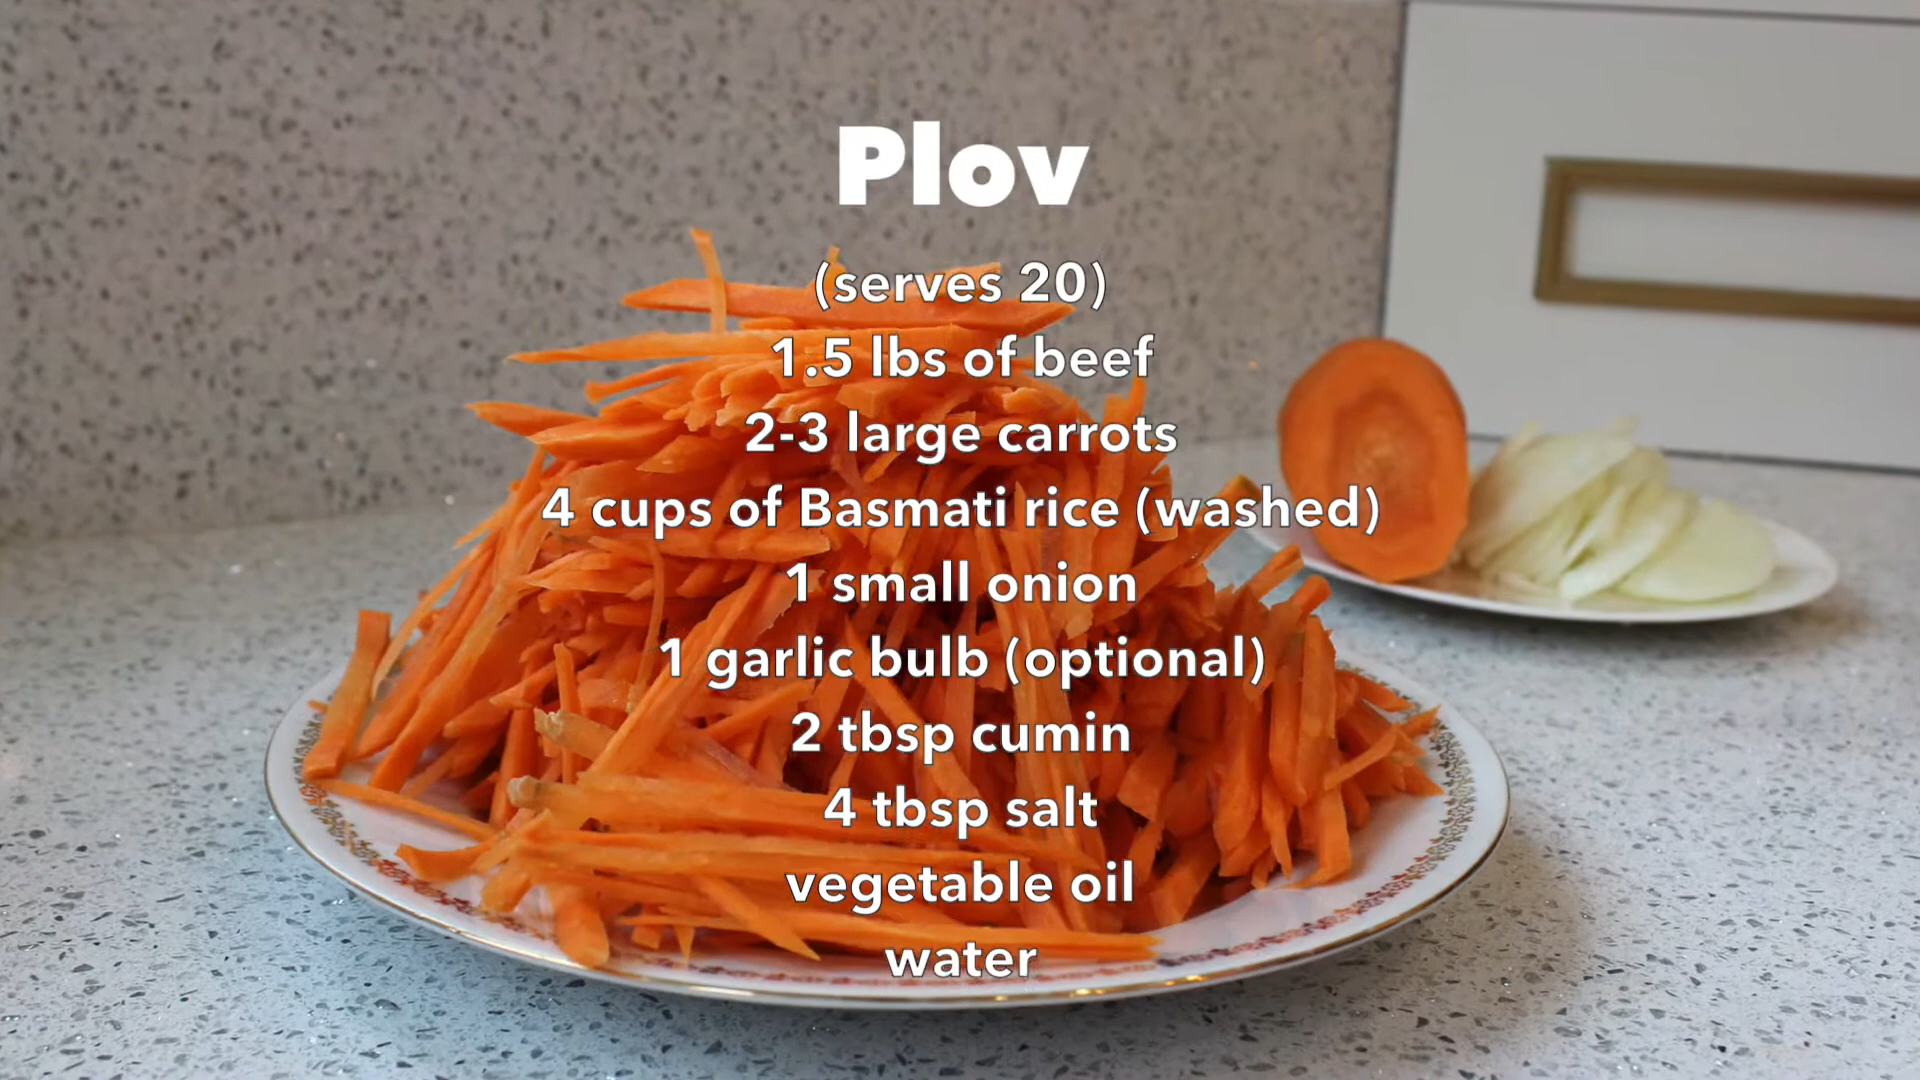 Plov
(serves 20)
1.5 lbs of beef
2-3 large carrots
4 cups of Basmati rice (washed)
1 small onion
1 garlic bulb (optional)
2 tbsp cumin
4 tbsp salt
vegetable oil
water